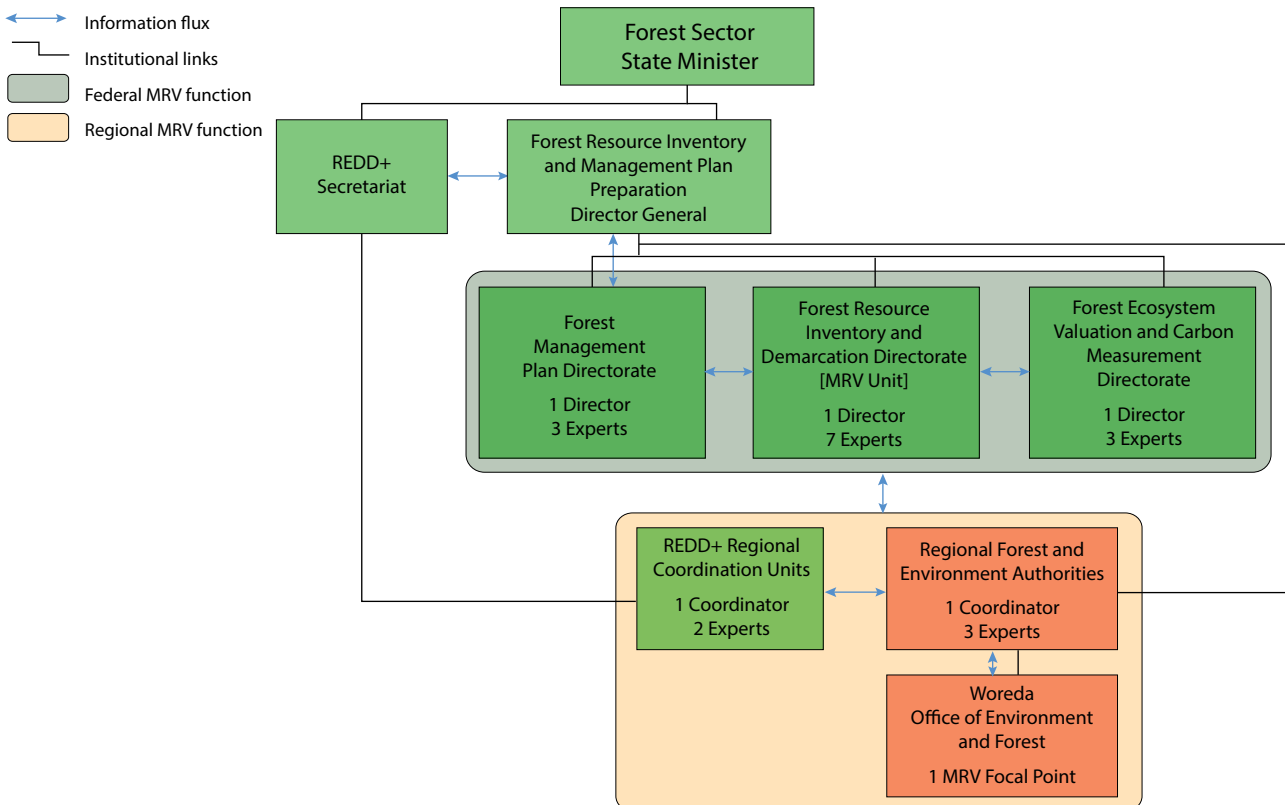 Information flux
Institutional links
Federal MRV function
Regional MRV function
Forest Sector
State Minister
REDD+
Secretariat
Forest Resource Inventory
and Management Plan
Preparation
Director General
Forest
Management
Plan Directorate
1 Director
3 Experts
Forest Resource
Inventory and
Demarcation Directorate
[MRV Unit]
1 Director
7 Experts
Forest Ecosystem
Valuation and Carbon
Measurement
Directorate
1 Director
3 Experts
REDD+ Regional
Coordination Units
1 Coordinator
2 Experts
Regional Forest and
Environment Authorities
1 Coordinator
3 Experts
Woreda
Office of Environment
and Forest
1 MRV Focal Point